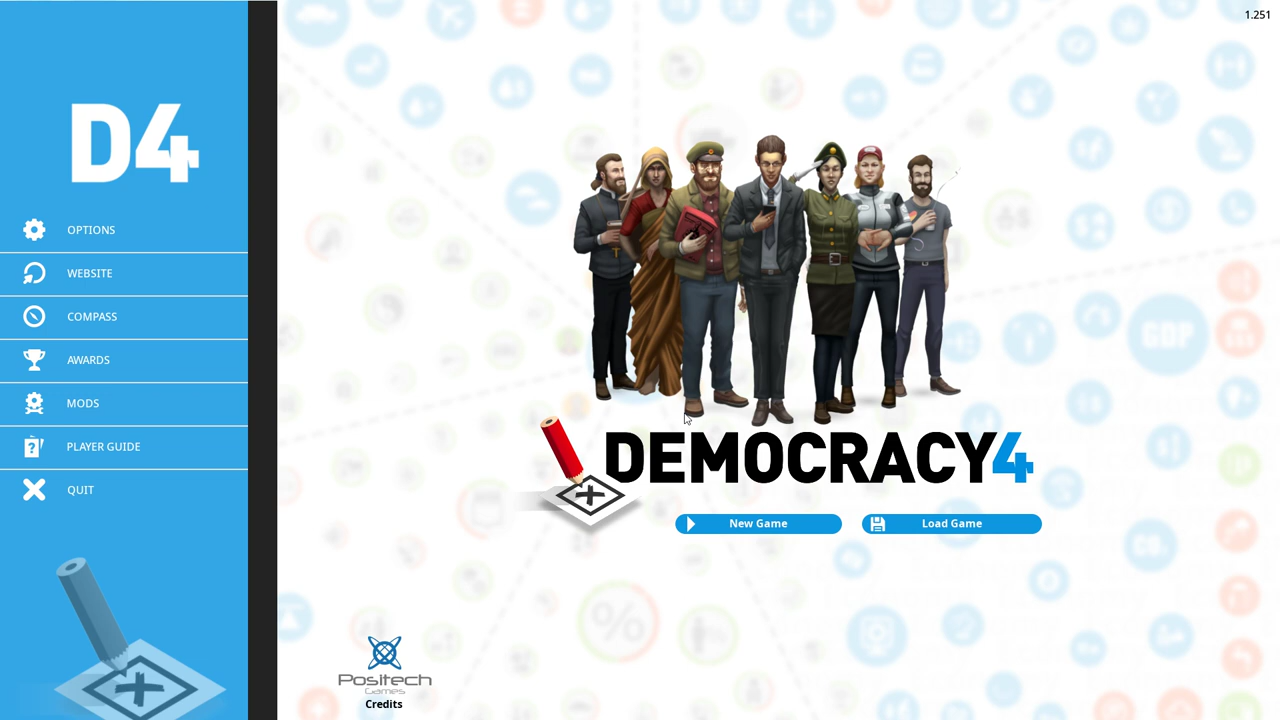 1.251
D4
OPTIONS
WEBSITE
COMPASS
AWARDS
MODS
PLAYER GUIDE
QUIT
GDP
DEMOCRACY4
New Game
Load Game
%
Positech
Games
Credits